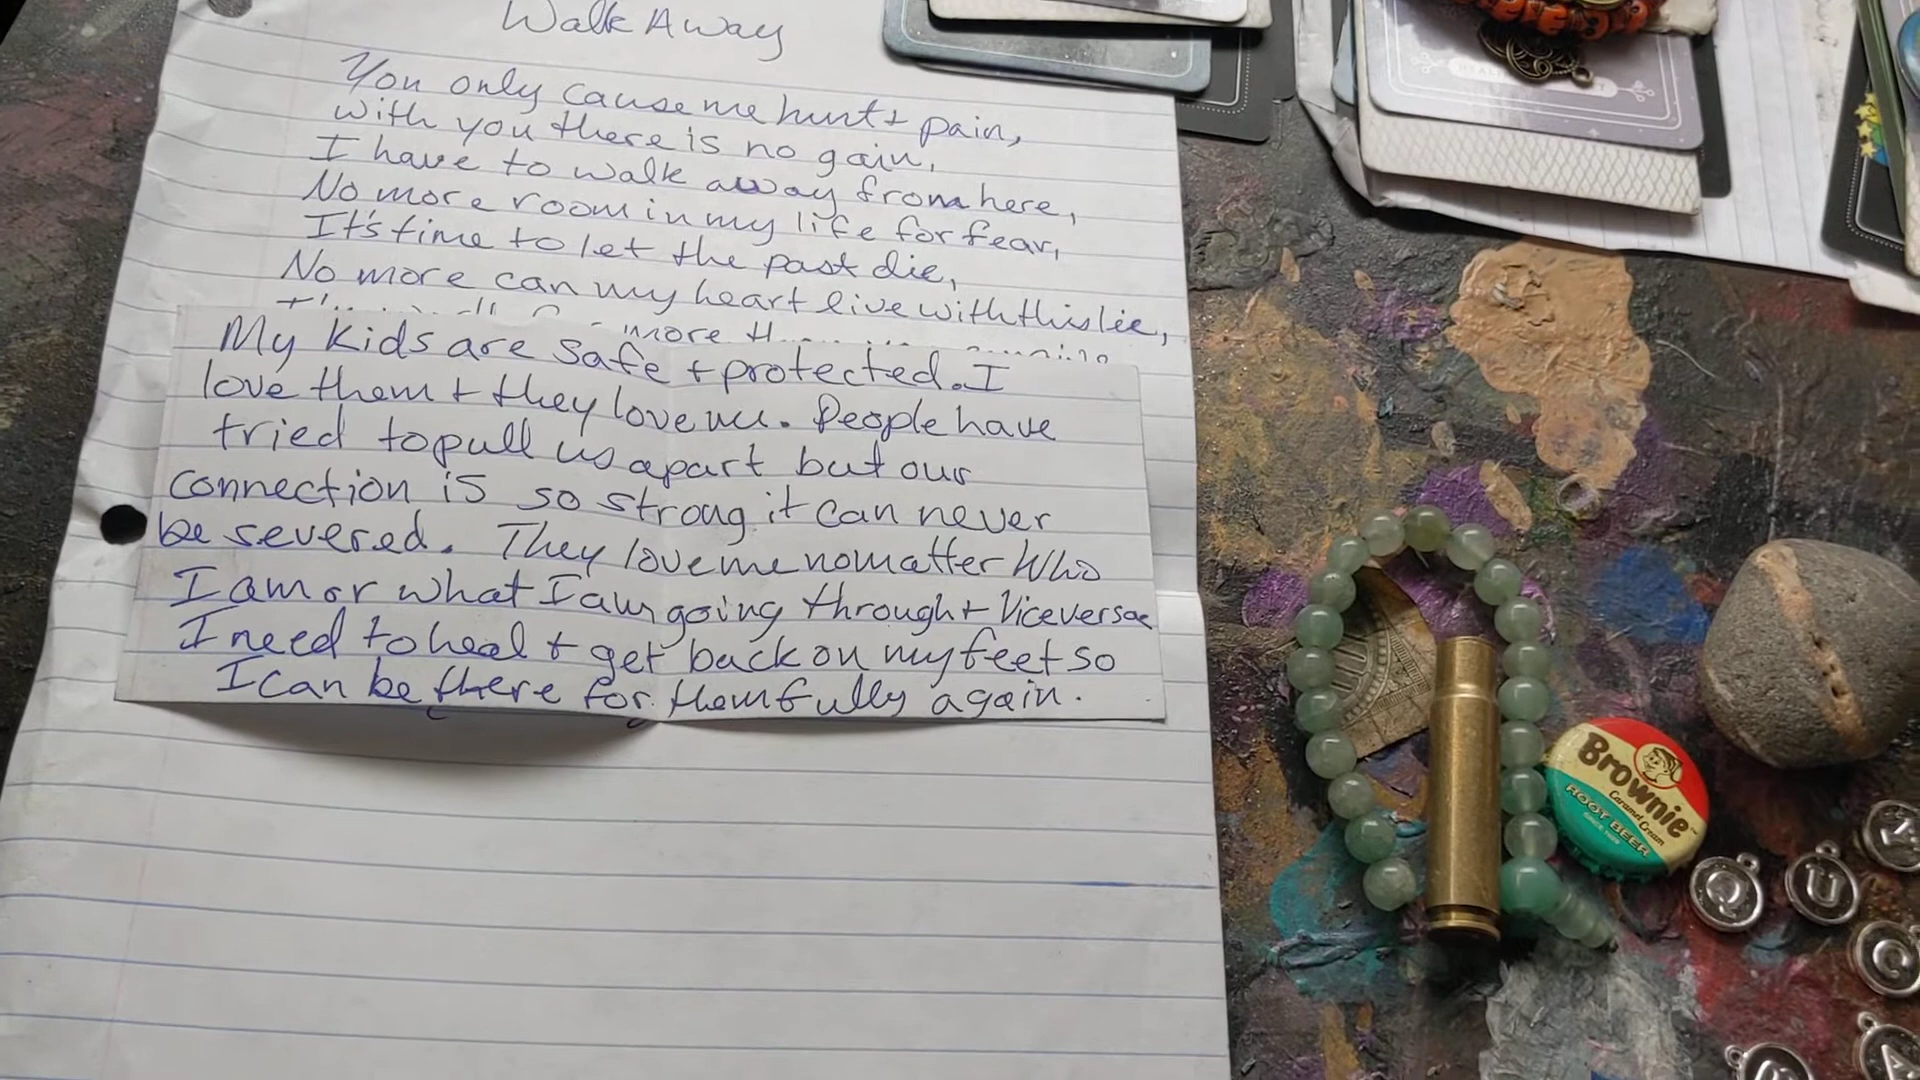 Walk Away
You only cause me hurt + pain,
With you there is no gain,
I have to walk away from here,
No more room in my life for fear,
It's time to let the past die,
No more can my heart live with this lie,
more
My kids are safe + protected. I
love them + they love me. People have
tried to pull us apart but our
connection is so strong it can never
be severed. They love me no matter who
I am or what I am going through + Vice versae
I need to heal + get back on my feet so
I can be there for them fully again.
Brownie
Caramel Cream
ROOT BEER
Q
U
C
A